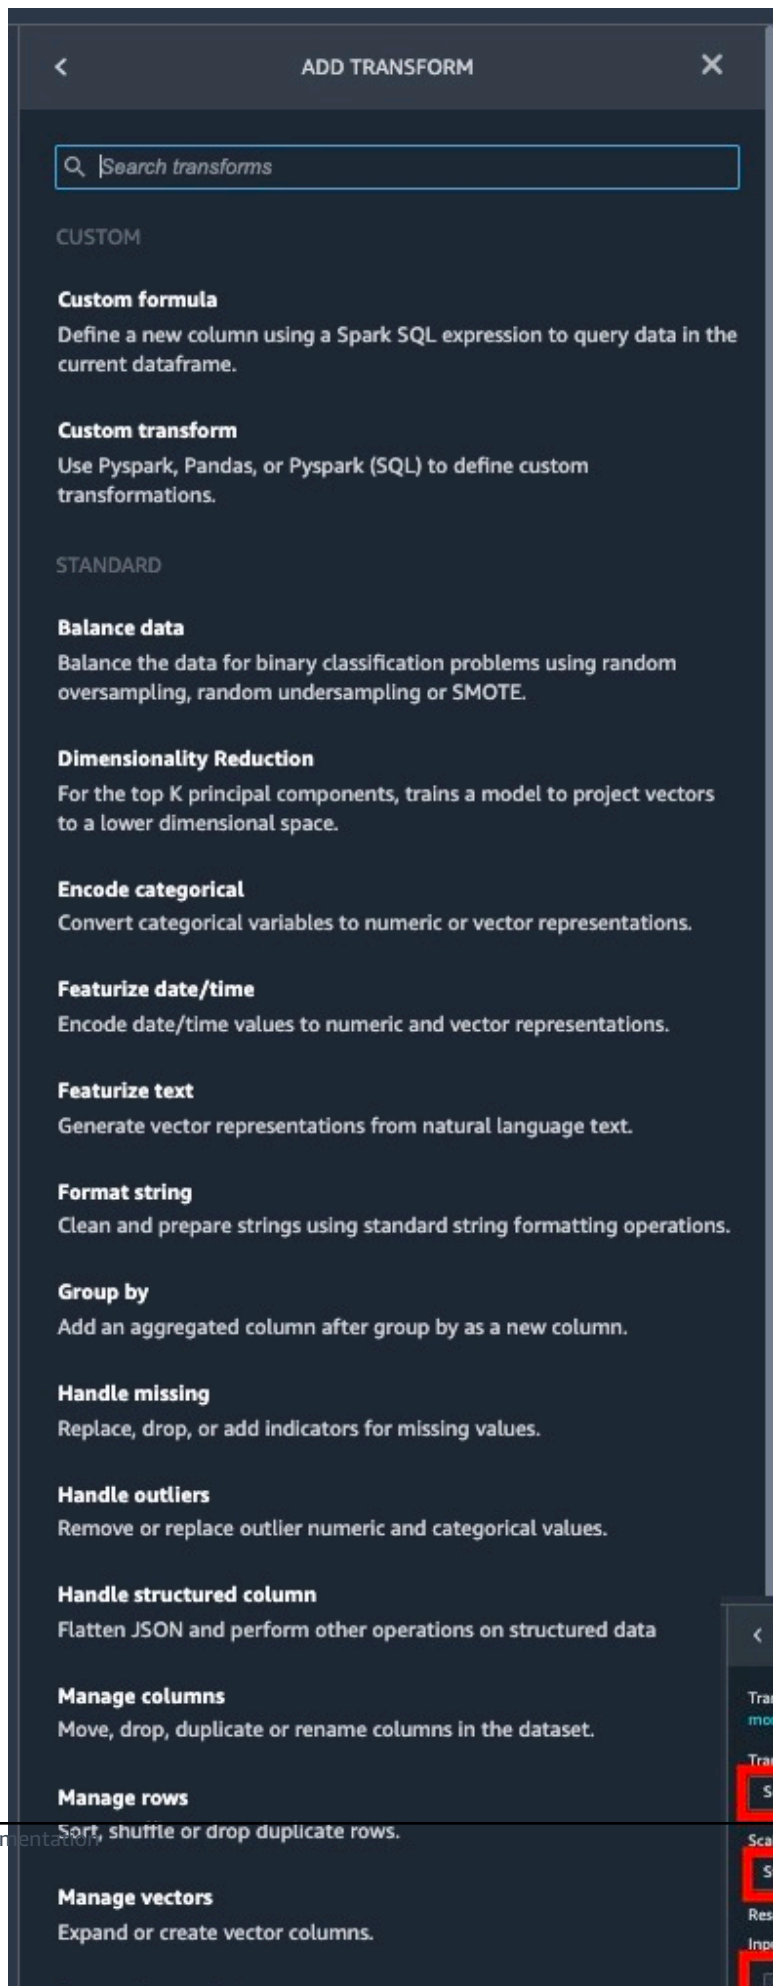 ADD TRANSFORM
Search transforms
CUSTOM
Custom formula
Define a new column using a Spark SQL expression to query data in the
current dataframe.
Custom transform
Use Pyspark, Pandas, or Pyspark (SQL) to define custom
transformations.
STANDARD
Balance data
Balance the data for binary classification problems using random
oversampling, random undersampling or SMOTE.
Dimensionality Reduction
For the top K principal components, trains a model to project vectors
to a lower dimensional space.
Encode categorical
Convert categorical variables to numeric or vector representations.
Featurize date/time
Encode date/time values to numeric and vector representations.
Featurize text
Generate vector representations from natural language text.
Format string
Clean and prepare strings using standard string formatting operations.
Group by
Add an aggregated column after group by as a new column.
Handle missing
Replace, drop, or add indicators for missing values.
Handle outliers
Remove or replace outlier numeric and categorical values.
Handle structured column
Flatten JSON and perform other operations on structured data
Manage columns
Move, drop, duplicate or rename columns in the dataset.
Manage rows
Sort, shuffle or drop duplicate rows.
Manage vectors
Expand or create vector columns.